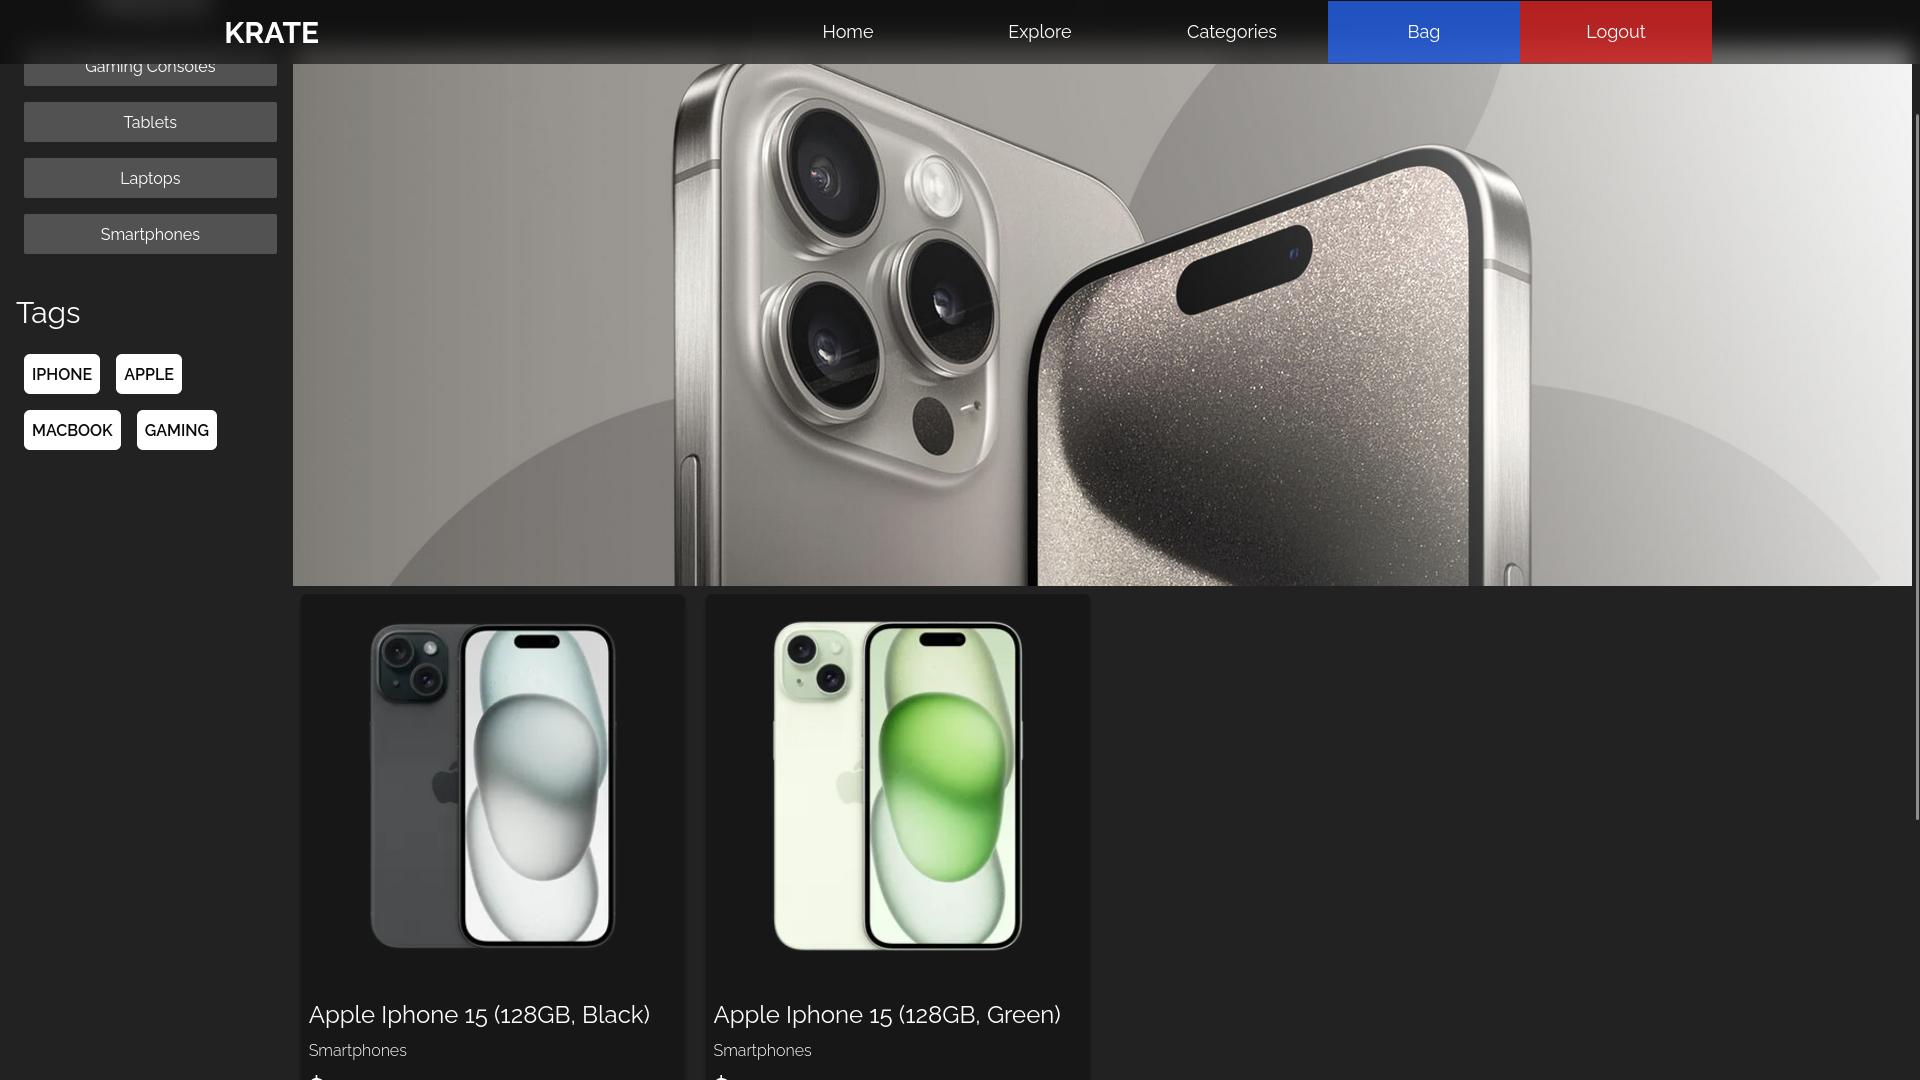 KRATE
Home
Explore
Categories
Bag
Logout
Gaming Consoles
Tablets
Laptops
Smartphones
Tags
IPHONE
APPLE
MACBOOK
GAMING
Apple Iphone 15 (128GB, Black)
Smartphones
Apple Iphone 15 (128GB, Green)
Smartphones